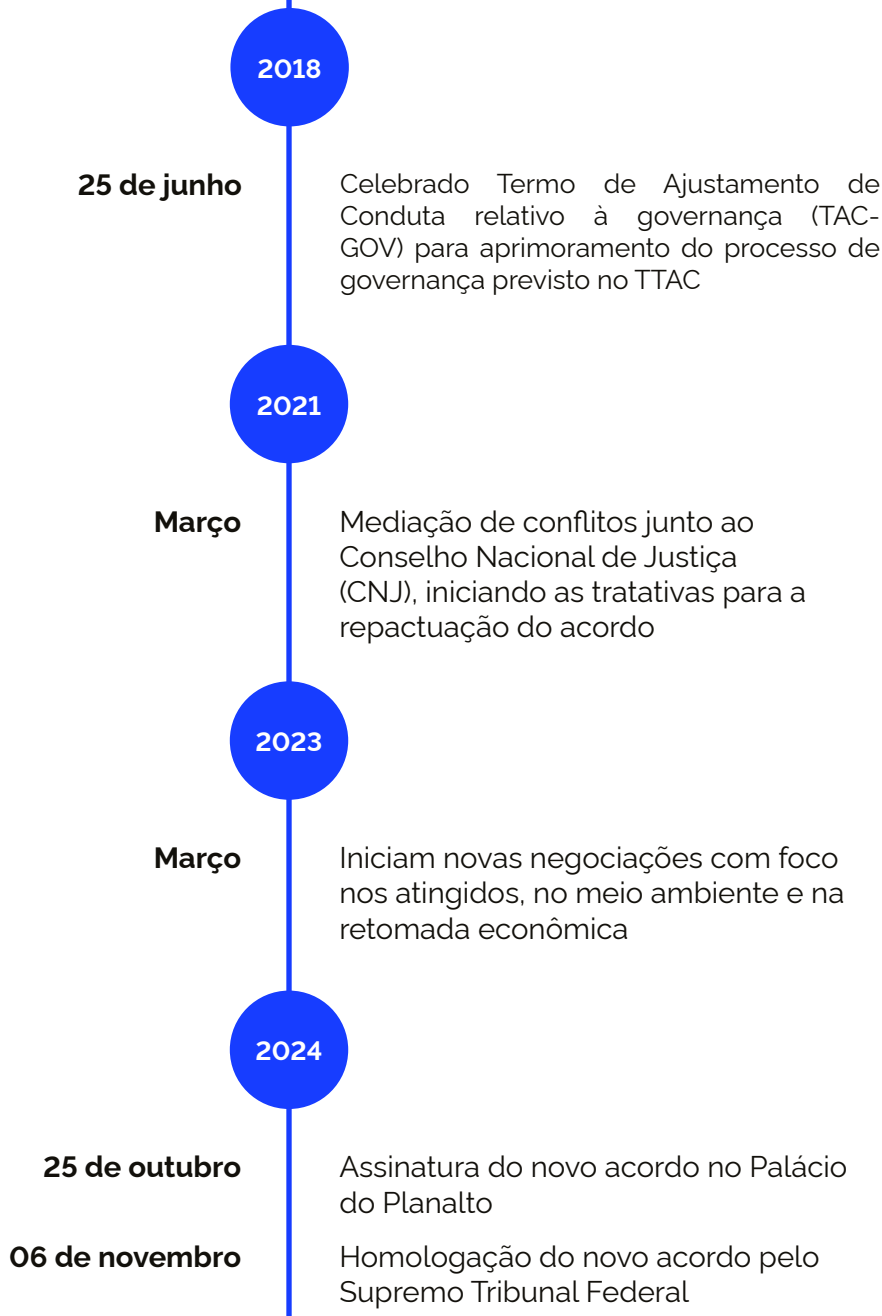 2018
25 de junho
Celebrado Termo de Ajustamento de
Conduta relativo à governança (TAC-
GOV) para aprimoramento do processo de
governança previsto no TTAC
2021
Março
Mediação de conflitos junto ao
Conselho Nacional de Justiça
(CNJ), iniciando as tratativas para a
repactuação do acordo
2023
Março
Iniciam novas negociações com foco
nos atingidos, no meio ambiente e na
retomada econômica
2024
25 de outubro
Assinatura do novo acordo no Palácio
do Planalto
06 de novembro
Homologação do novo acordo pelo
Supremo Tribunal Federal